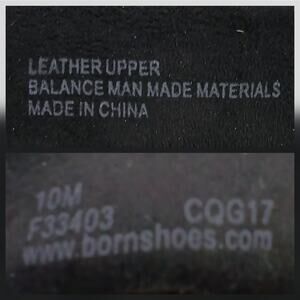 LEATHER UPPER
BALANCE MAN MADE MATERIALS
MADE IN CHINA
10M
F33403 CQG17
www.bornshoes.com